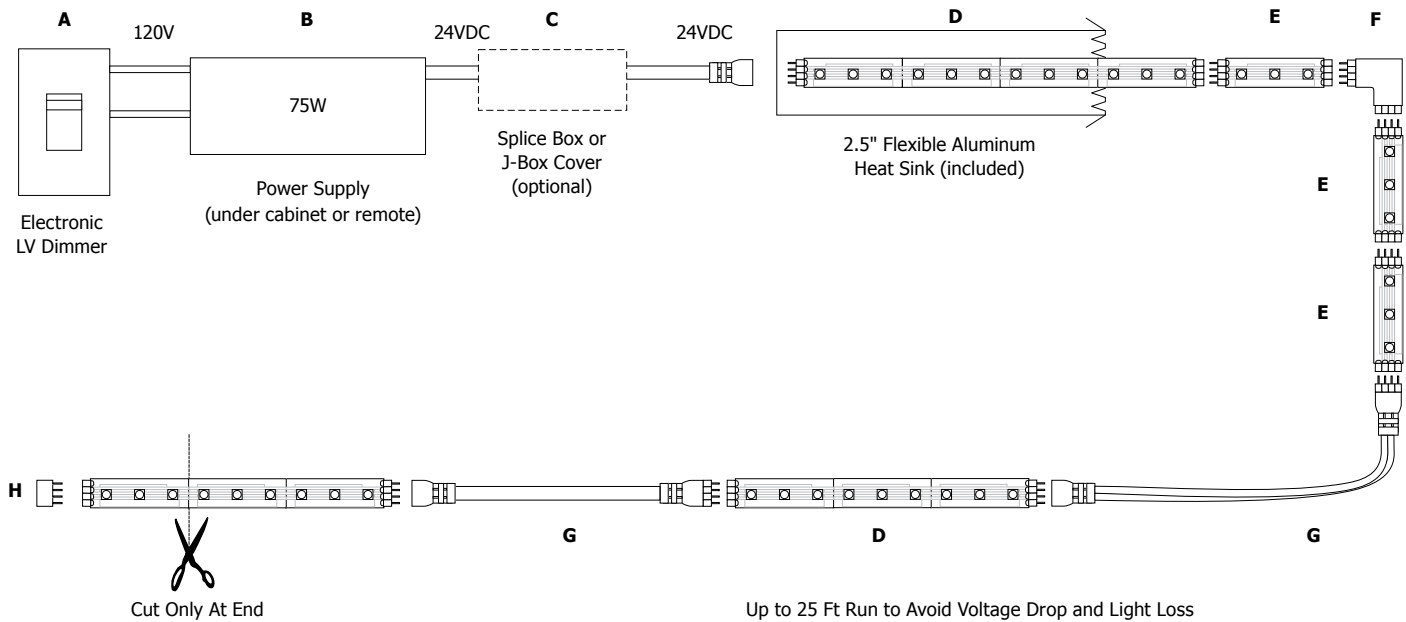 A
B
C
D
E
F
120V
24VDC
24VDC
75W
Splice Box or
J-Box Cover
(optional)
2.5" Flexible Aluminum
Heat Sink (included)
Power Supply
(under cabinet or remote)
Electronic
LV Dimmer
E
E
H
G
D
G
Cut Only At End
Up to 25 Ft Run to Avoid Voltage Drop and Light Loss